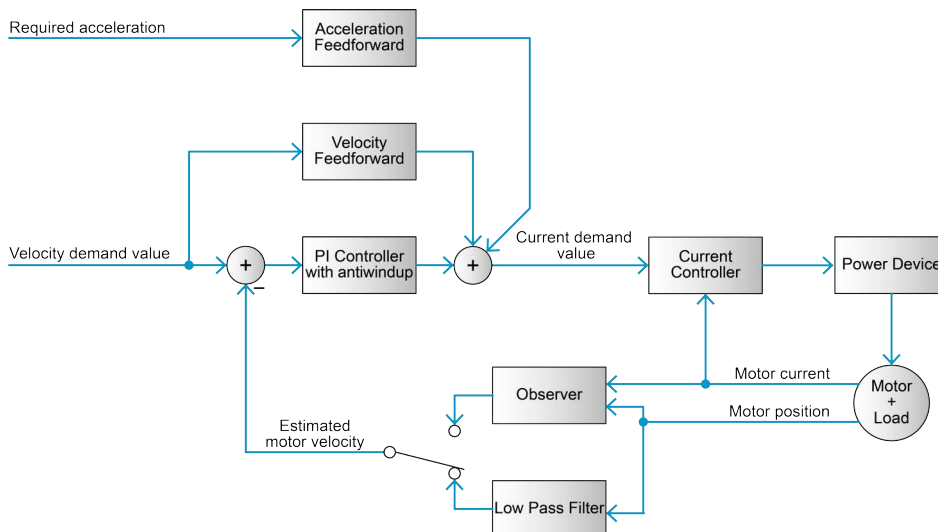 Required acceleration
Acceleration
Feedforward
Velocity
Feedforward
Velocity demand value
+
−
PI Controller
with antiwindup
+
Current demand
value
Current
Controller
Power Device
Motor
+
Load
Motor current
Motor position
Observer
Estimated
motor velocity
Low Pass Filter